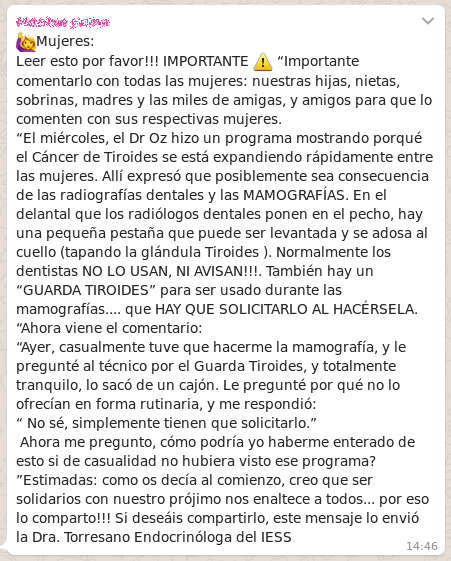 Mujeres:
Leer esto por favor!!! IMPORTANTE ⚠ “Importante
comentarlo con todas las mujeres: nuestras hijas, nietas,
sobrinas, madres y las miles de amigas, y amigos para que lo
comenten con sus respectivas mujeres.
“El miércoles, el Dr Oz hizo un programa mostrando porqué
el Cáncer de Tiroides se está expandiendo rápidamente entre
las mujeres. Allí expresó que posiblemente sea consecuencia
de las radiografías dentales y las MAMOGRAFÍAS. En el
delantal que los radiólogos dentales ponen en el pecho, hay
una pequeña pestaña que puede ser levantada y se adosa al
cuello (tapando la glándula Tiroides ). Normalmente los
dentistas NO LO USAN, NI AVISAN!!!. También hay un
“GUARDA TIROIDES” para ser usado durante las
mamografías.... que HAY QUE SOLICITARLO AL HACÉRSELA.
“Ahora viene el comentario:
“Ayer, casualmente tuve que hacerme la mamografía, y le
pregunté al técnico por el Guarda Tiroides, y totalmente
tranquilo, lo sacó de un cajón. Le pregunté por qué no lo
ofrecían en forma rutinaria, y me respondió:
“ No sé, simplemente tienen que solicitarlo.”
Ahora me pregunto, cómo podría yo haberme enterado de
esto si de casualidad no hubiera visto ese programa?
”Estimadas: como os decía al comienzo, creo que ser
solidarios con nuestro prójimo nos enaltece a todos... por eso
lo comparto!!! Si deseáis compartirlo, este mensaje lo envió
la Dra. Torresano Endocrinóloga del IESS
14:46